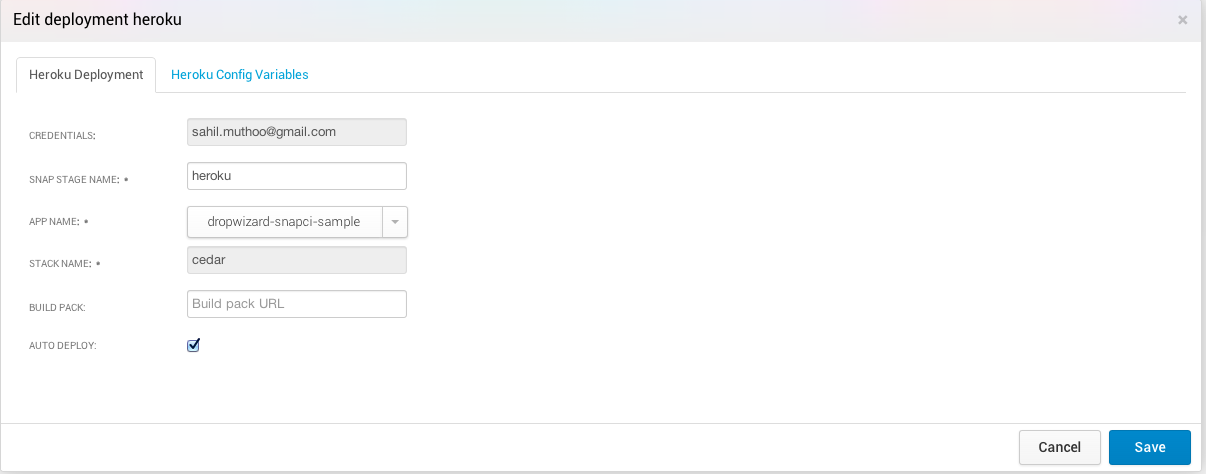 Edit deployment heroku ×
Heroku Deployment Heroku Config Variables
CREDENTIALS: sahil.muthoo@gmail.com
SNAP STAGE NAME: • heroku
APP NAME: • dropwizard-snapci-sample
STACK NAME: • cedar
BUILD PACK: Build pack URL
AUTO DEPLOY:
Cancel Save